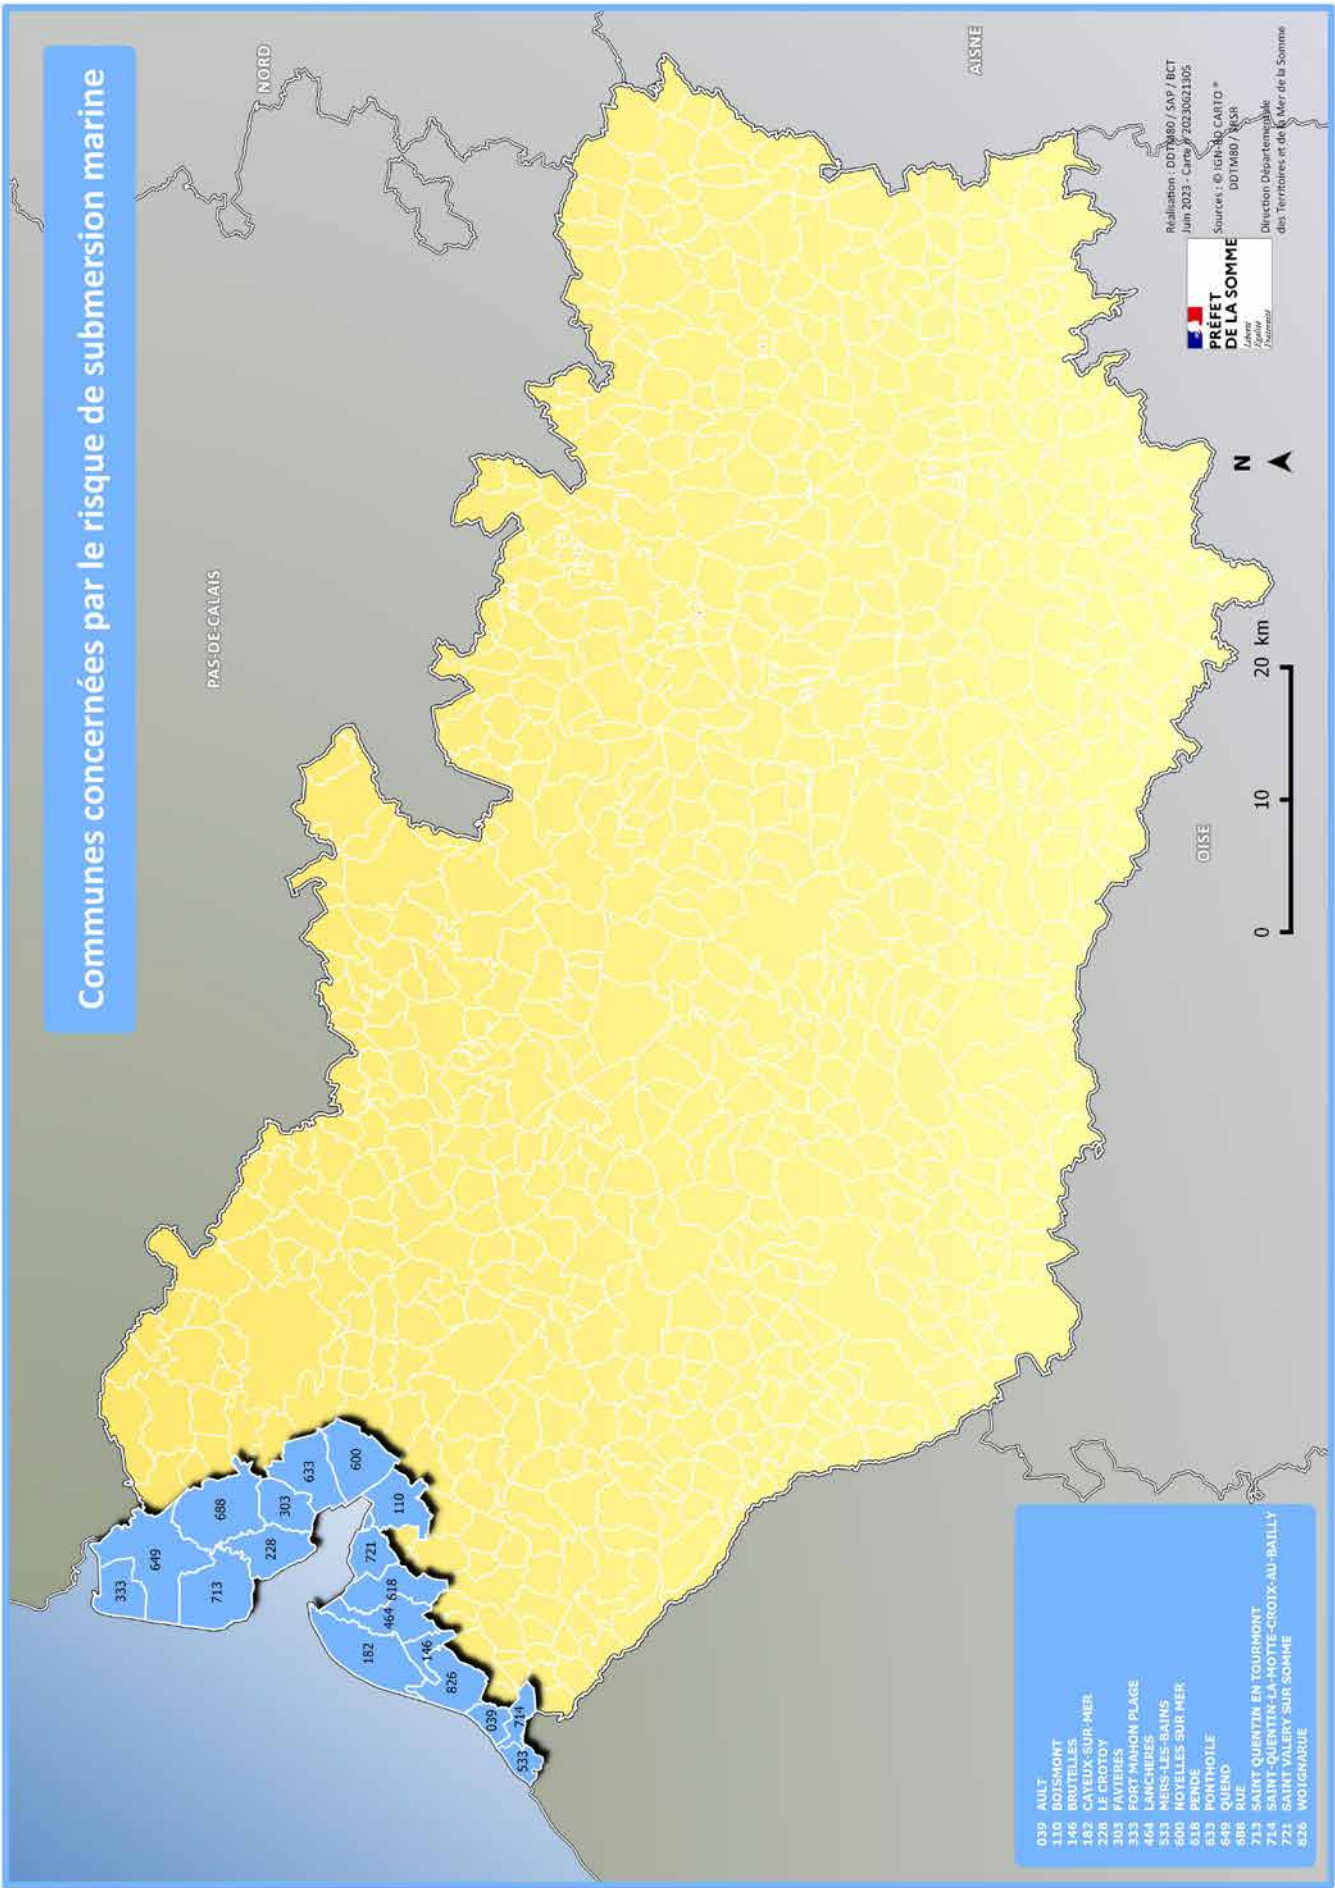 Communes concernées par le risque de submersion marine
NORD
PAS-DE-CALAIS
AISNE
OISE
333
649
688
713
228
303
633
600
110
721
618
464
182
146
826
039
714
533
039 AULT
110 BOISMONT
146 BRUTELLES
182 CAYEUX-SUR-MER
228 LE CROTOY
303 FAVIERES
333 FORT MAHON PLAGE
464 LANCHERES
533 MERS-LES-BAINS
600 NOYELLES SUR MER
618 PENDE
633 PONTHOILE
649 QUEND
688 RUE
713 SAINT QUENTIN EN TOURMONT
714 SAINT-QUENTIN-LA-MOTTE-CROIX-AU-BAILLY
721 SAINT VALERY SUR SOMME
826 WOIGNARUE
0 10 20 km
N
PRÉFET
DE LA SOMME
Liberté
Égalité
Fraternité
Réalisation : DDTM80 / SAP / BCT
Juin 2023 - Carte n°20230621305
Sources : © IGN-BD CARTO ®
DDTM80 / SRSR
Direction Départementale
des Territoires et de la Mer de la Somme